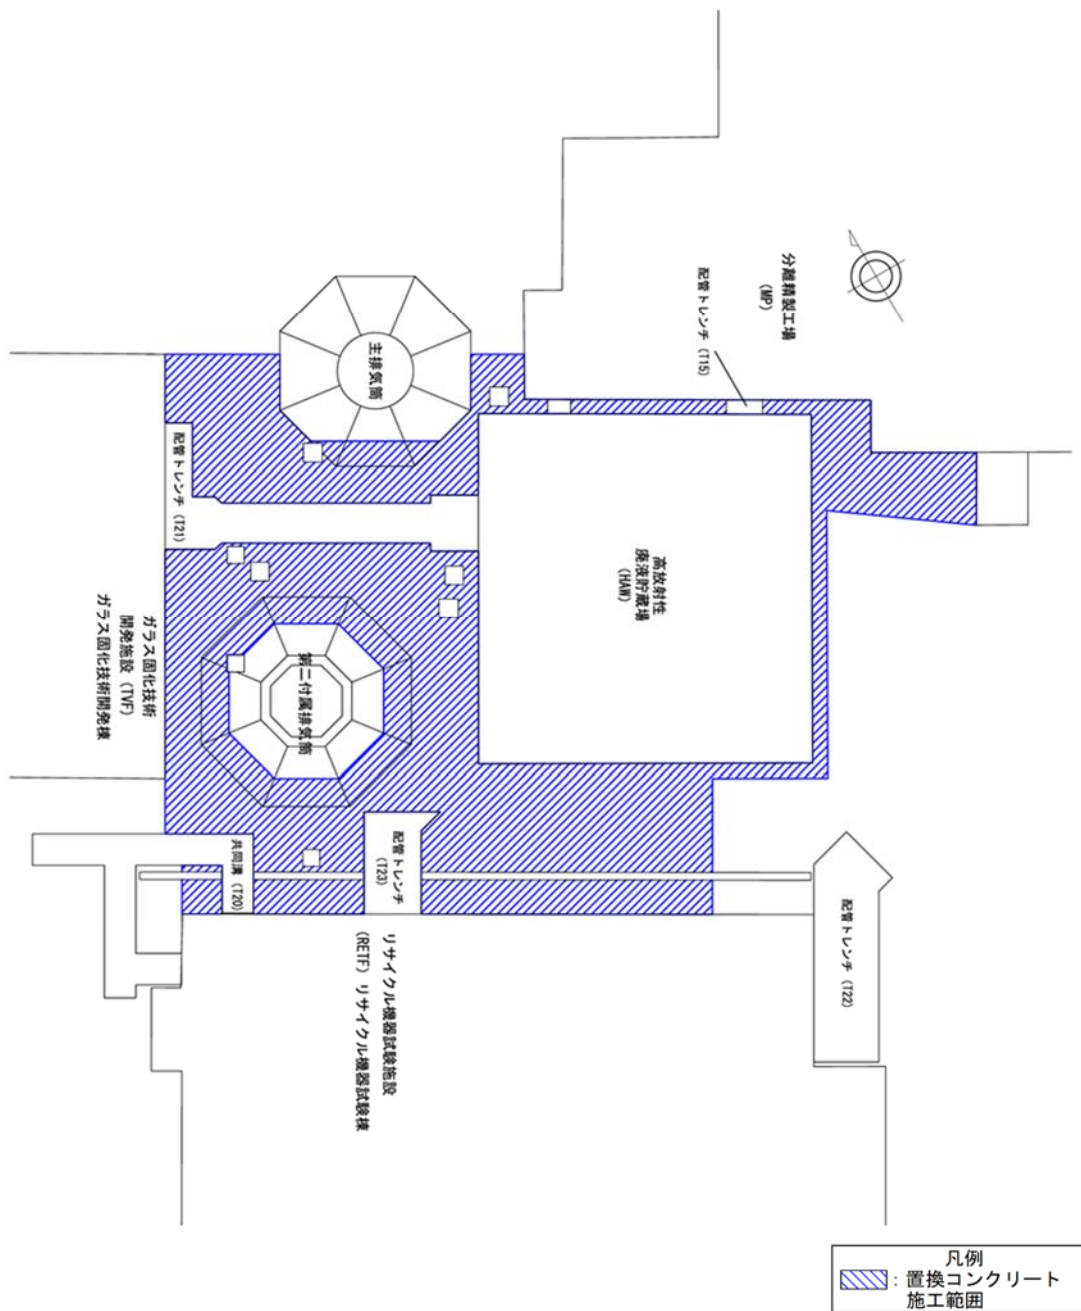 分離精製工場
(MP)
配管トレンチ (T15)
主排気筒
配管トレンチ (T21)
高放射性
廃液貯蔵場
(HAW)
ガラス固化技術
開発施設 (TVF)
ガラス固化技術開発棟
第二付属排気筒
共同溝 (T20)
配管トレンチ
(T23)
配管トレンチ (T22)
リサイクル機器試験施設
(RETF) リサイクル機器試験棟
凡例
: 置換コンクリート
施工範囲